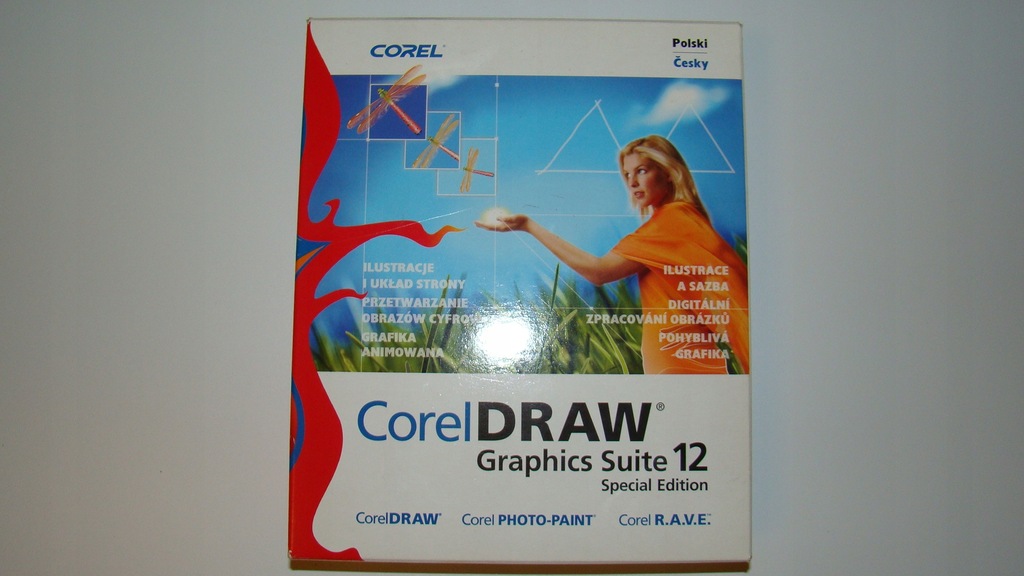 COREL
Polski
Česky
ILUSTRACJE
I UKŁAD STRONY
PRZETWARZANIE
OBRAZÓW
GRAFIKA
ANIMOWANA
ILUSTRACE
A SAZBA
DIGITÁLNÍ
ZPRACOVÁNÍ OBRÁZKŮ
POHYBLIVÁ
GRAFIKA
CorelDRAW®
Graphics Suite 12
Special Edition
CorelDRAW®
Corel PHOTO-PAINT®
Corel R.A.V.E.™